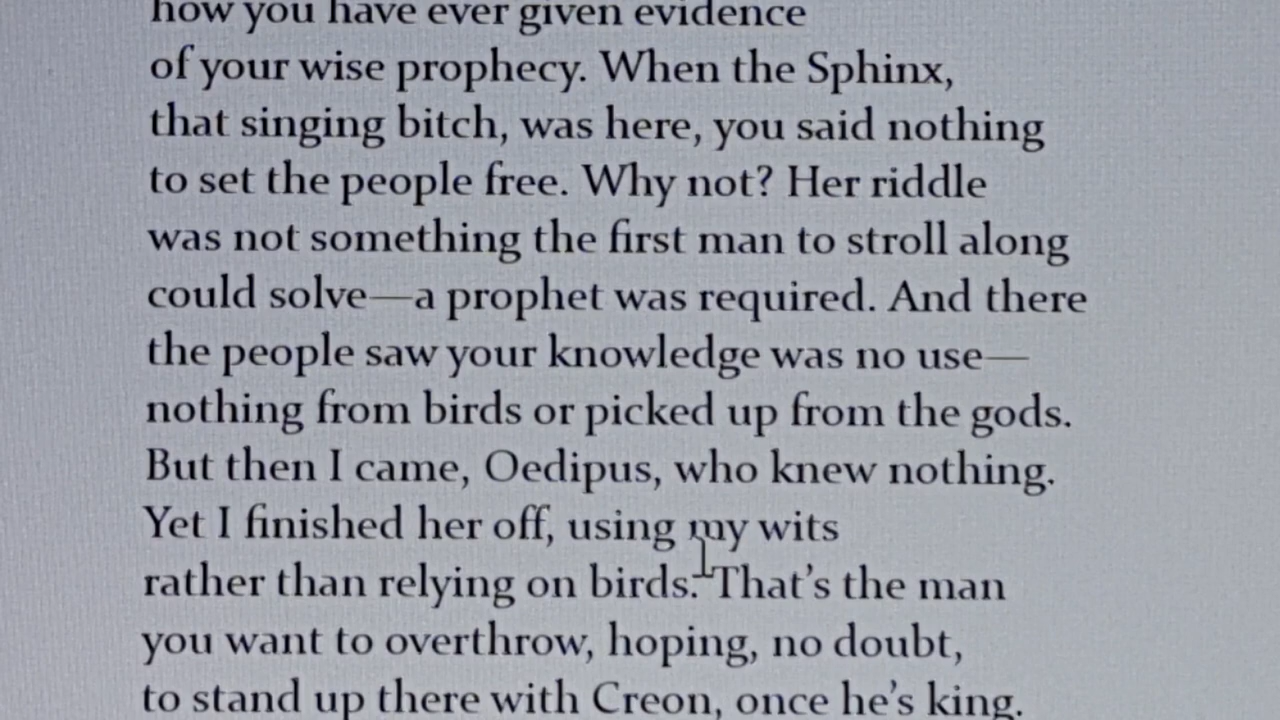 how you have ever given evidence
of your wise prophecy. When the Sphinx,
that singing bitch, was here, you said nothing
to set the people free. Why not? Her riddle
was not something the first man to stroll along
could solve—a prophet was required. And there
the people saw your knowledge was no use—
nothing from birds or picked up from the gods.
But then I came, Oedipus, who knew nothing.
Yet I finished her off, using my wits
rather than relying on birds. That’s the man
you want to overthrow, hoping, no doubt,
to stand up there with Creon, once he’s king.